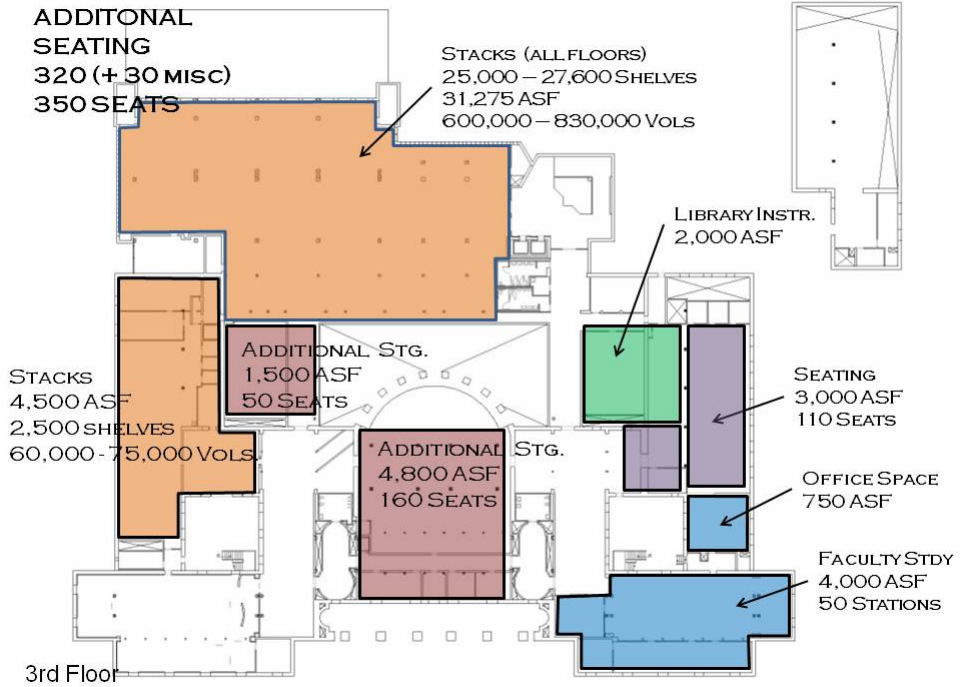 ADDITONAL
SEATING
320 (+ 30 MISC)
350 SEATS
STACKS (ALL FLOORS)
25,000 – 27,600 SHELVES
31,275 ASF
600,000 – 830,000 VOLS
LIBRARY INSTR.
2,000 ASF
ADDITIONAL STG.
1,500 ASF
50 SEATS
STACKS
4,500 ASF
2,500 SHELVES
60,000 - 75,000 VOLS.
SEATING
3,000 ASF
110 SEATS
ADDITIONAL STG.
4,800 ASF
160 SEATS
OFFICE SPACE
750 ASF
FACULTY STDY
4,000 ASF
50 STATIONS
3rd Floor